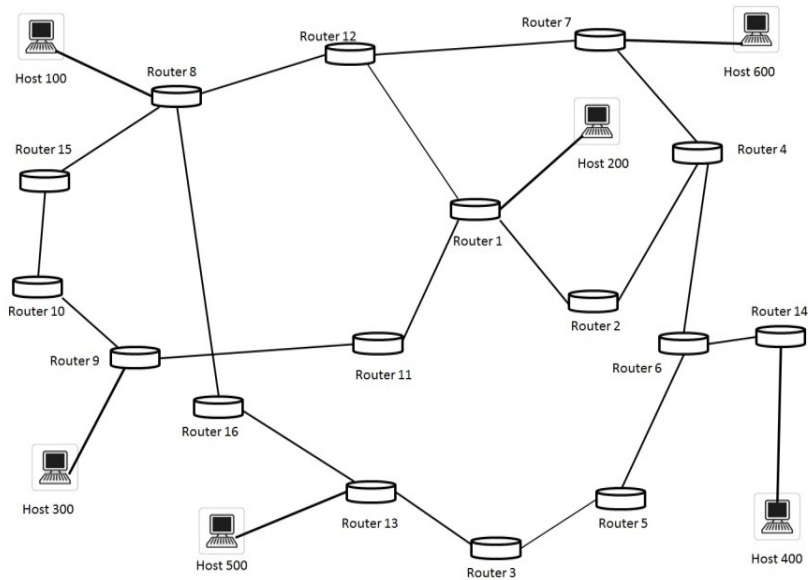 Router 7
Router 12
Host 100
Router 8
Host 600
Router 15
Router 4
Host 200
Router 1
Router 10
Router 2
Router 14
Router 9
Router 11
Router 6
Router 16
Host 300
Router 13
Router 5
Host 500
Router 3
Host 400